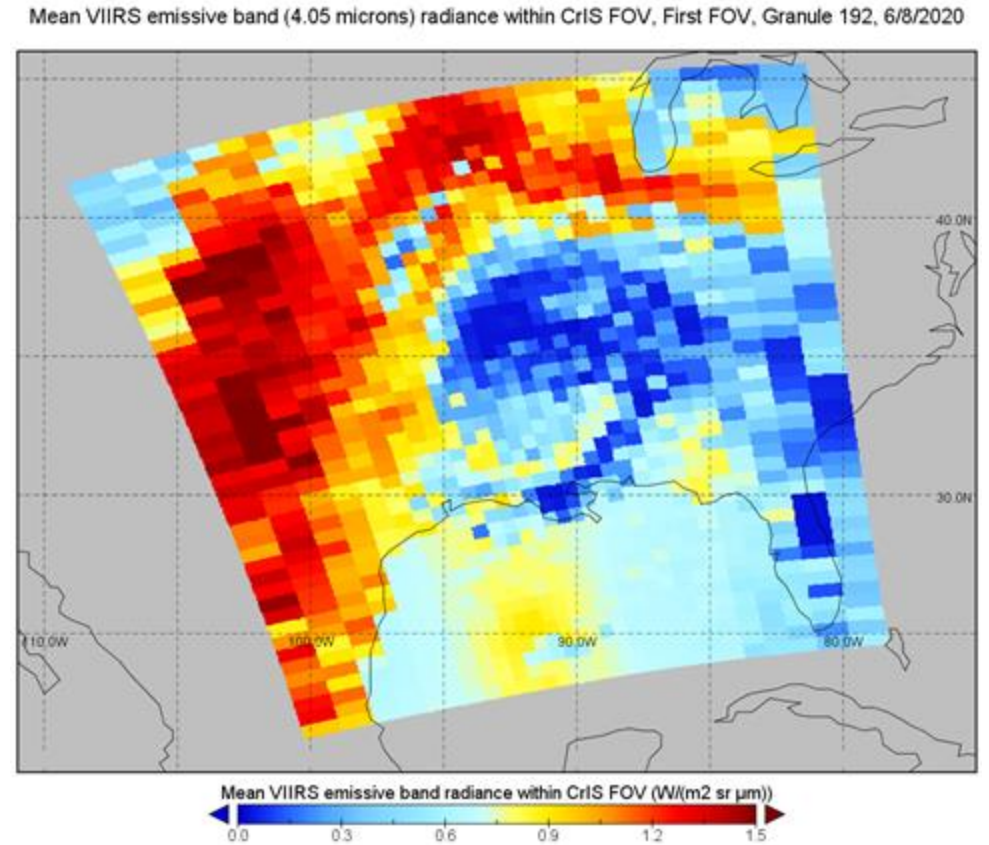 Mean VIIRS emissive band (4.05 microns) radiance within CrIS FOV, First FOV, Granule 192, 6/8/2020
40.0N
30.0N
110.0W
100.0W
90.0W
80.0W
Mean VIIRS emissive band radiance within CrIS FOV (W/(m2 sr µm))
0.0 0.3 0.6 0.9 1.2 1.5